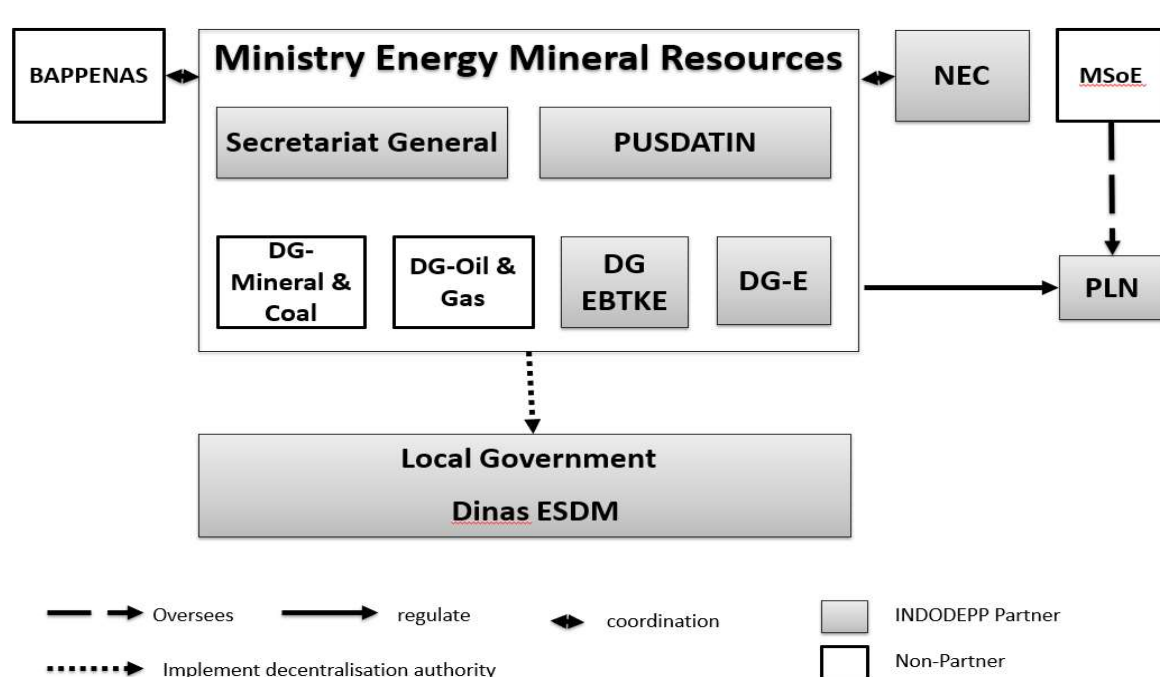 Ministry Energy Mineral Resources
BAPPENAS
NEC
MSoE
Secretariat General
PUSDATIN
DG-
Mineral &
Coal
DG-Oil &
Gas
DG
EBTKE
DG-E
PLN
Local Government
Dinas ESDM
Oversees
regulate
coordination
INDODEPP Partner
Implement decentralisation authority
Non-Partner